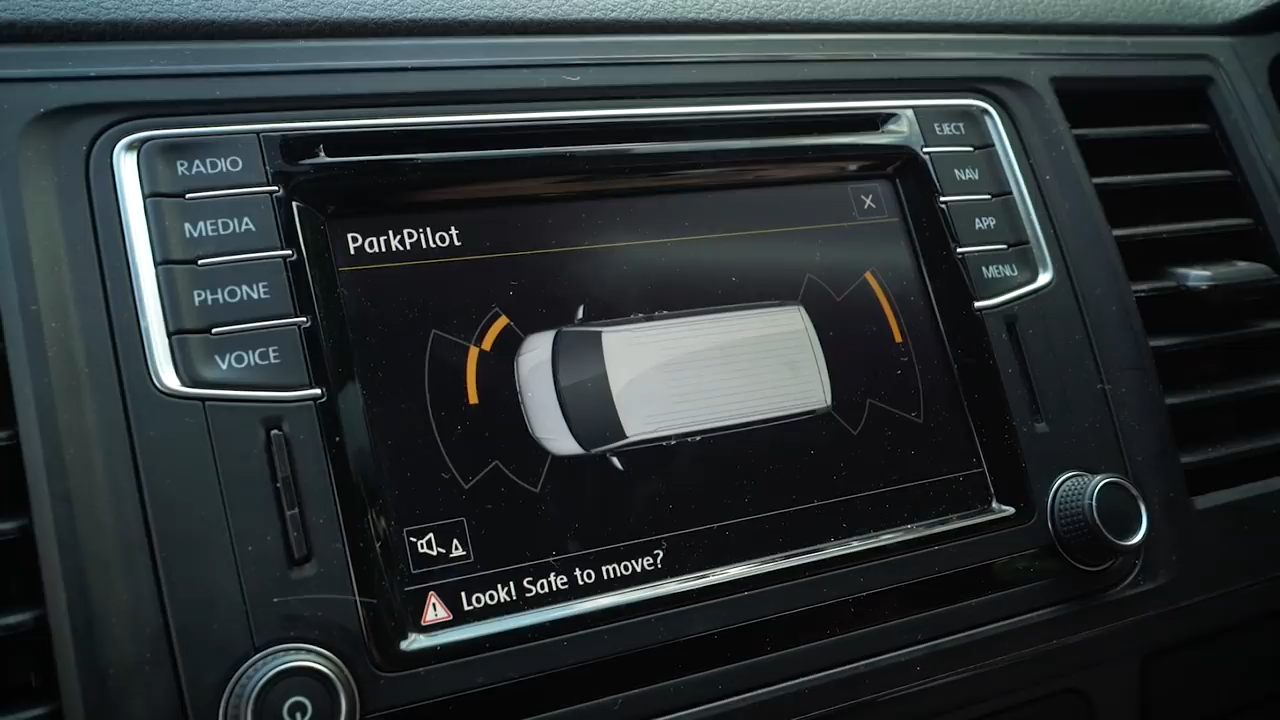 RADIO
MEDIA
PHONE
VOICE
EJECT
NAV
APP
MENU
ParkPilot
X
Look! Safe to move?